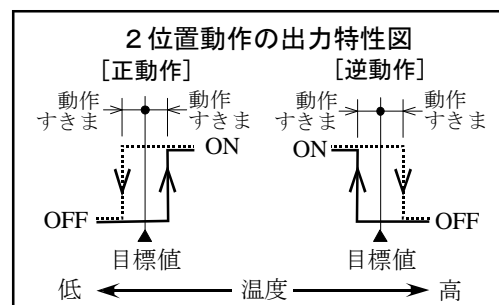 2位置動作の出力特性図
[正動作] [逆動作]
動作 動作 動作 動作
すきま すきま すきま すきま
ON ON
OFF OFF
目標値 目標値
低 温度 高